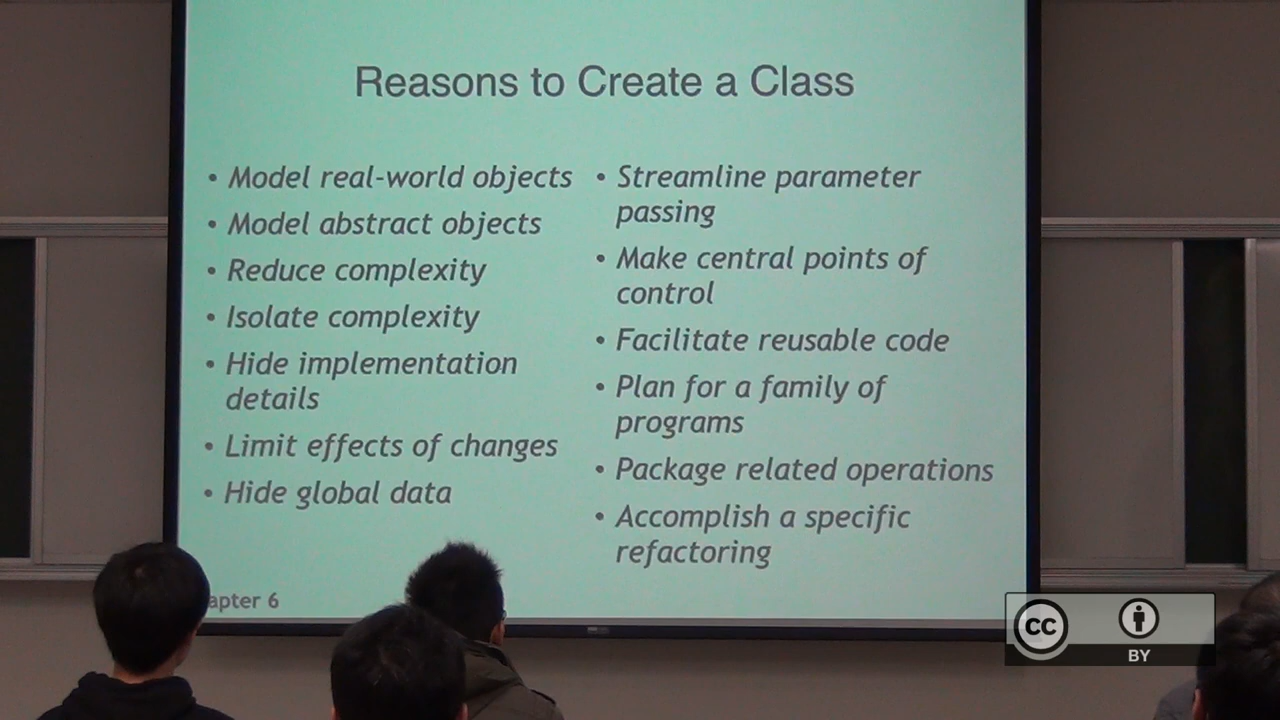 Reasons to Create a Class
• Model real-world objects
• Model abstract objects
• Reduce complexity
• Isolate complexity
• Hide implementation
details
• Limit effects of changes
• Hide global data
• Streamline parameter
passing
• Make central points of
control
• Facilitate reusable code
• Plan for a family of
programs
• Package related operations
• Accomplish a specific
refactoring
apter 6
CC
BY